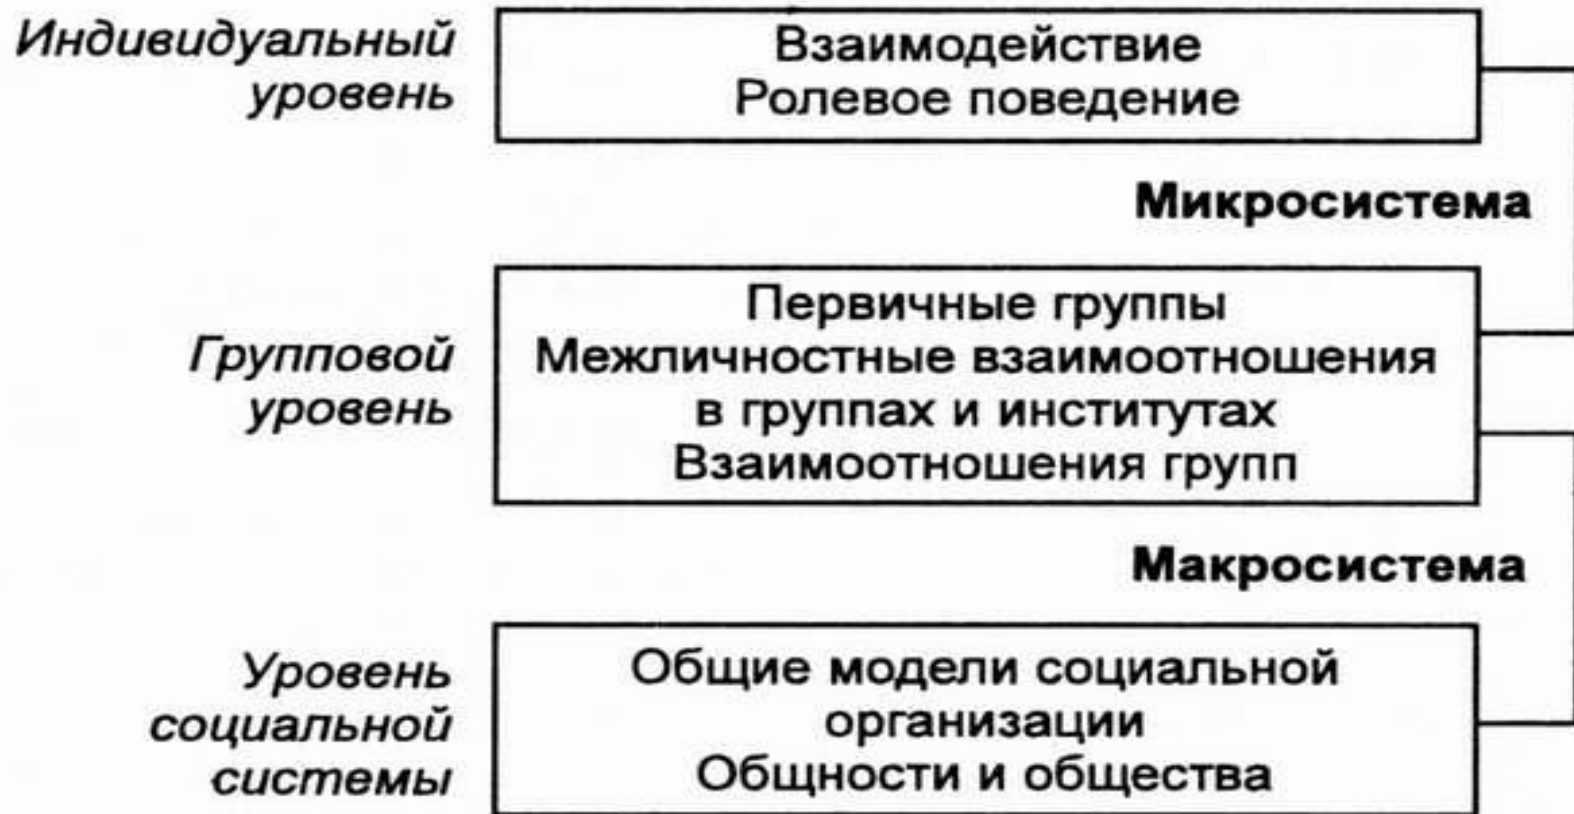 Индивидуальный
уровень
Взаимодействие
Ролевое поведение
Микросистема
Групповой
уровень
Первичные группы
Межличностные взаимоотношения
в группах и институтах
Взаимоотношения групп
Макросистема
Уровень
социальной
системы
Общие модели социальной
организации
Общности и общества